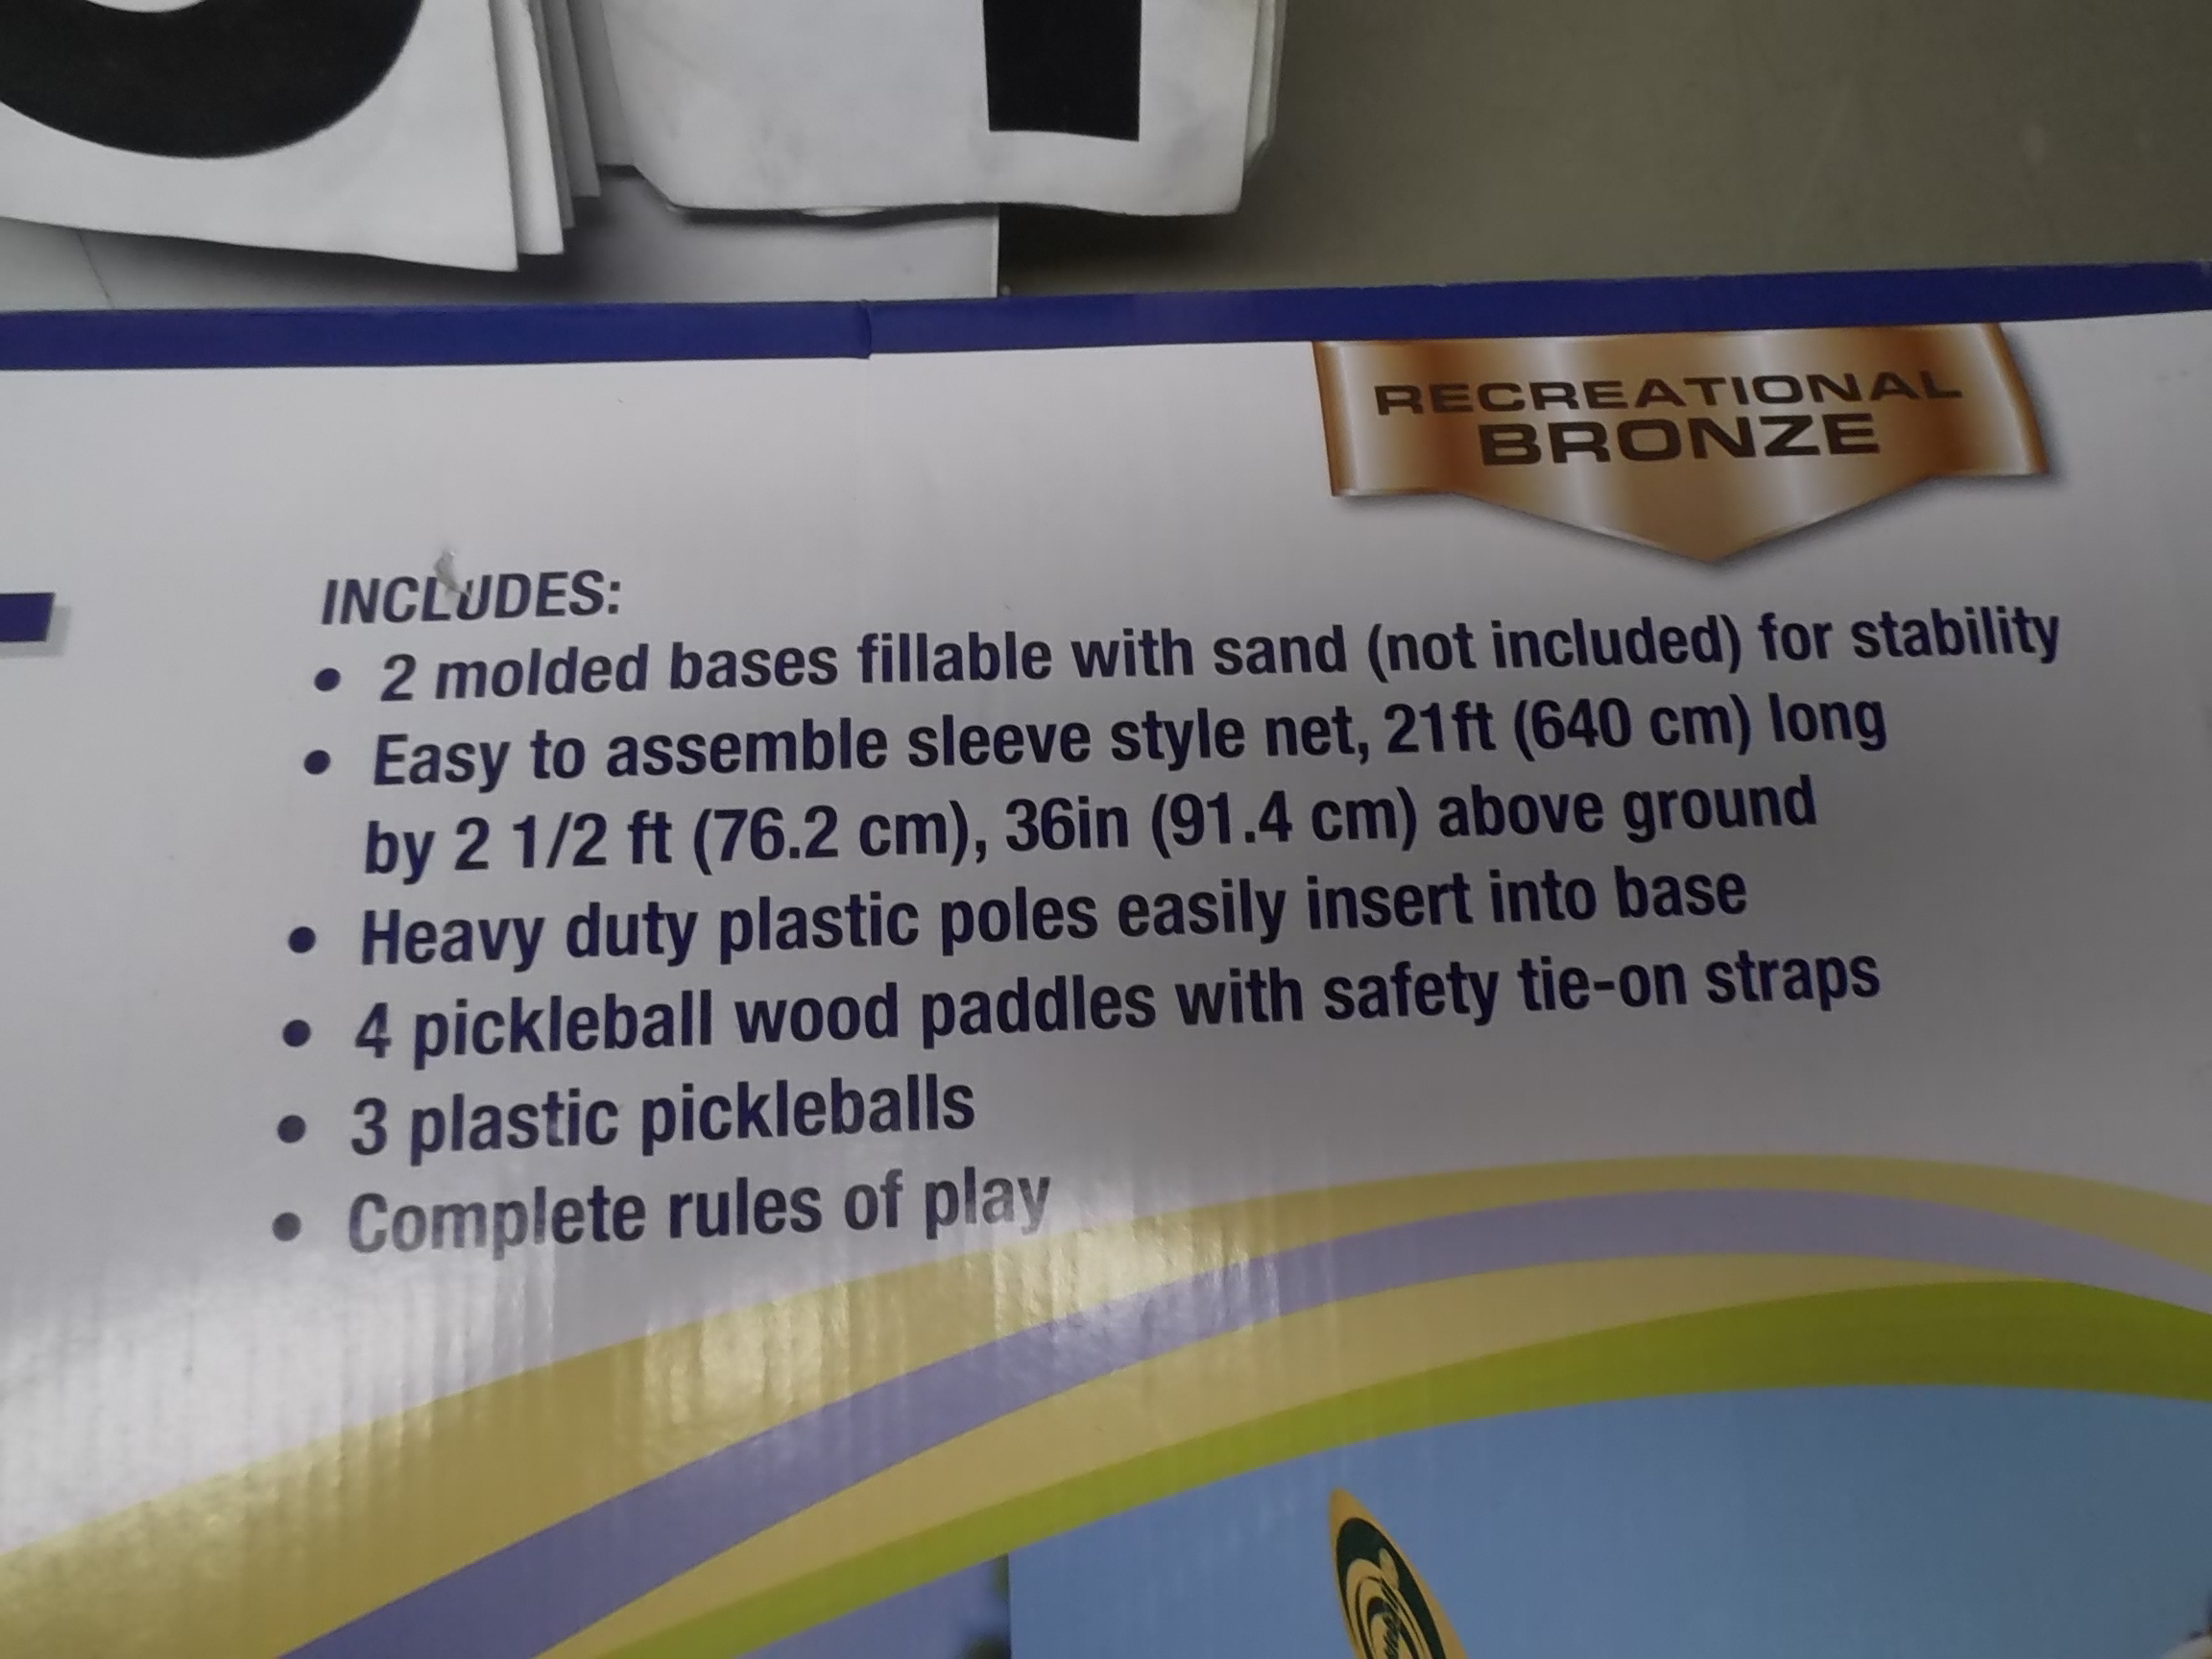 RECREATIONAL
BRONZE
INCLUDES:
• 2 molded bases fillable with sand (not included) for stability
• Easy to assemble sleeve style net, 21ft (640 cm) long
by 2 1/2 ft (76.2 cm), 36in (91.4 cm) above ground
• Heavy duty plastic poles easily insert into base
• 4 pickleball wood paddles with safety tie-on straps
• 3 plastic pickleballs
• Complete rules of play